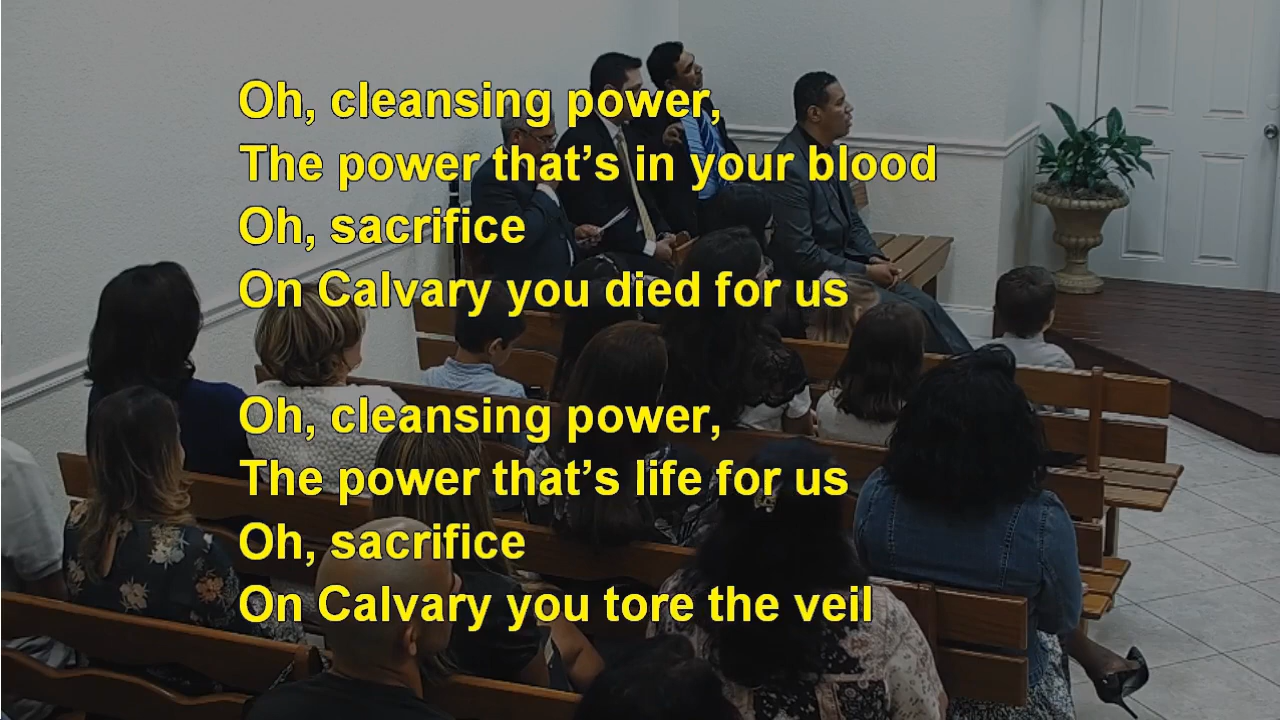 Oh, cleansing power,
The power that’s in your blood
Oh, sacrifice
On Calvary you died for us
Oh, cleansing power,
The power that’s life for us
Oh, sacrifice
On Calvary you tore the veil